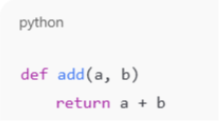 python
def add(a, b)
    return a + b